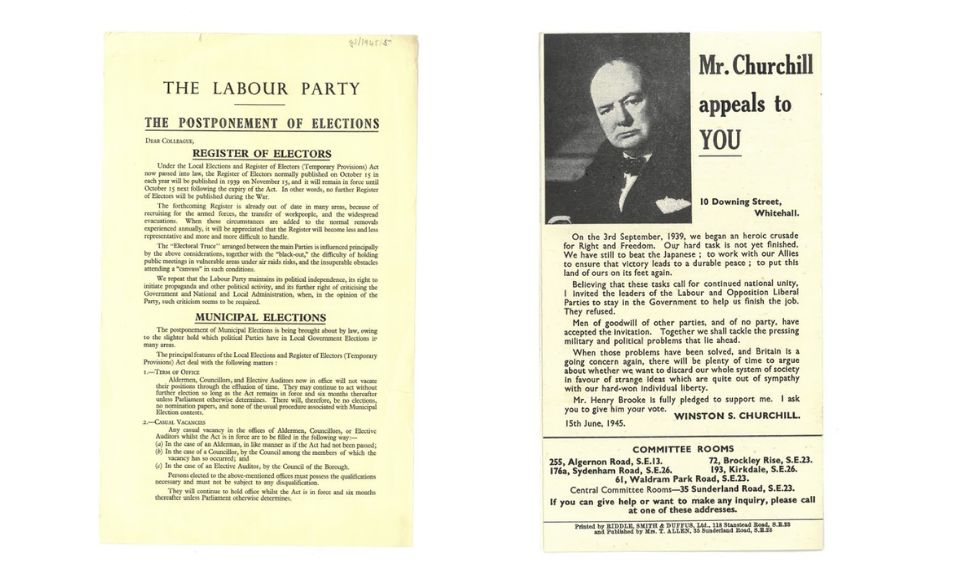 THE LABOUR PARTY
THE POSTPONEMENT OF ELECTIONS
DEAR COLLEAGUE,
REGISTER OF ELECTORS
Under the Local Elections and Register of Electors (Temporary Provisions) Act
now passed into law, the Register of Electors normally published on October 15 in
each year will be published in 1939 on November 15, and it will remain in force until
October 15 next following the expiry of the Act. In other words, no further Register
of Electors will be published during the War.
The forthcoming Register is already out of date in many areas, because of
recruiting for the armed forces, the transfer of workpeople, and the widespread
evacuations. When these circumstances are added to the normal removals
experienced annually, it will be appreciated that the Register will become less and less
representative and more and more difficult to handle.
The "Electoral Truce" arranged between the main Parties is influenced principally
by the above considerations, together with the "black-out," the difficulty of holding
public meetings in vulnerable areas under air raids risks, and the insuperable obstacles
attending a "canvass" in such conditions.
We repeat that the Labour Party maintains its political independence, its right to
initiate propaganda and other political activity, and its further right of criticising the
Government and National and Local Administration, when, in the opinion of the
Party, such criticism seems to be required.
MUNICIPAL ELECTIONS
The postponement of Municipal Elections is being brought about by law, owing
to the slighter hold which political Parties have in Local Government Elections in
many areas.
The principal features of the Local Elections and Register of Electors (Temporary
Provisions) Act deal with the following matters :
1.—TERM OF OFFICE
Aldermen, Councillors, and Elective Auditors now in office will not vacate
their positions through the effluxion of time. They may continue to act without
further election so long as the Act remains in force and six months thereafter
unless Parliament otherwise determines. There will, therefore, be no elections,
no nomination papers, and none of the usual procedure associated with Municipal
Election contests.
2.—CASUAL VACANCIES
Any casual vacancy in the offices of Aldermen, Councillors, or Elective
Auditors whilst the Act is in force are to be filled in the following way:—
(a) In the case of an Alderman, in like manner as if the Act had not been passed;
(b) In the case of a Councillor, by the Council among the members of which the
vacancy has so occurred; and
(c) In the case of an Elective Auditor, by the Council of the Borough.
Persons elected to the above-mentioned offices must possess the qualifications
necessary and must not be subject to any disqualification.
They will continue to hold office whilst the Act is in force and six months
thereafter unless Parliament otherwise determines.
Mr. Churchill
appeals to
YOU
10 Downing Street,
Whitehall.
On the 3rd September, 1939, we began an heroic crusade
for Right and Freedom. Our hard task is not yet finished.
We have still to beat the Japanese ; to work with our Allies
to ensure that victory leads to a durable peace ; to put this
land of ours on its feet again.
Believing that these tasks call for continued national unity,
I invited the leaders of the Labour and Opposition Liberal
Parties to stay in the Government to help us finish the job.
They refused.
Men of goodwill of other parties, and of no party, have
accepted the invitation. Together we shall tackle the pressing
military and political problems that lie ahead.
When those problems have been solved, and Britain is a
going concern again, there will be plenty of time to argue
about whether we want to discard our whole system of society
in favour of strange ideas which are quite out of sympathy
with our hard-won individual liberty.
Mr. Henry Brooke is fully pledged to support me. I ask
you to give him your vote.
WINSTON S. CHURCHILL.
15th June, 1945.
COMMITTEE ROOMS
255, Algernon Road, S.E.13. 72, Brockley Rise, S.E.23.
176a, Sydenham Road, S.E.26. 193, Kirkdale, S.E.26.
61, Waldram Park Road, S.E.23.
Central Committee Rooms—35 Sunderland Road, S.E.23.
If you can give help or want to make any inquiry, please call
at one of these addresses.
Printed by RIDDLE, SMITH & DUFFUS, Ltd., 118 Stanstead Road, S.E.23
and Published by Mrs. T. ALLEN, 35 Sunderland Road, S.E.23